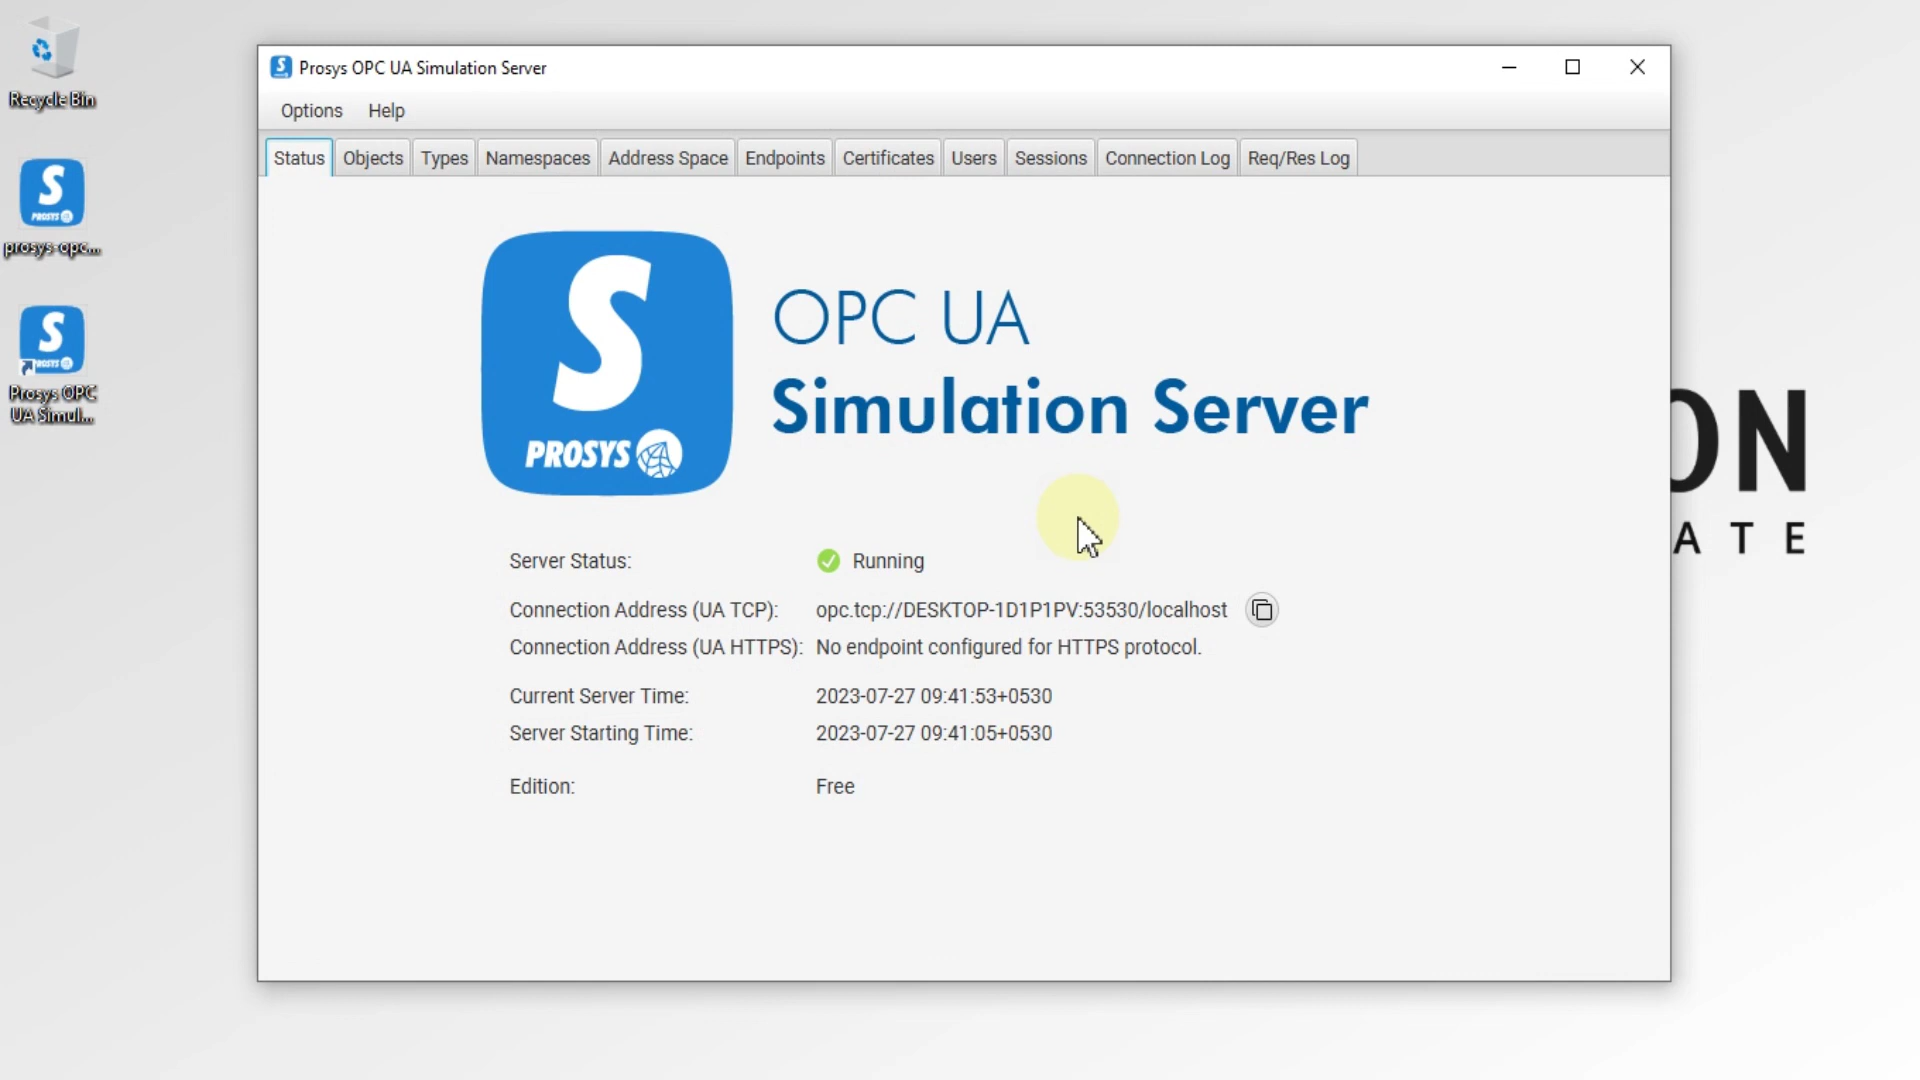 Recycle Bin
S
PROSYS
prosys-opc...
S
PROSYS
Prosys OPC
UA Simul...
Prosys OPC UA Simulation Server
Options Help
Status Objects Types Namespaces Address Space Endpoints Certificates Users Sessions Connection Log Req/Res Log
S
PROSYS
OPC UA
Simulation Server
Server Status: Running
Connection Address (UA TCP): opc.tcp://DESKTOP-1D1P1PV:53530/localhost
Connection Address (UA HTTPS): No endpoint configured for HTTPS protocol.
Current Server Time: 2023-07-27 09:41:53+0530
Server Starting Time: 2023-07-27 09:41:05+0530
Edition: Free
ON
ATE